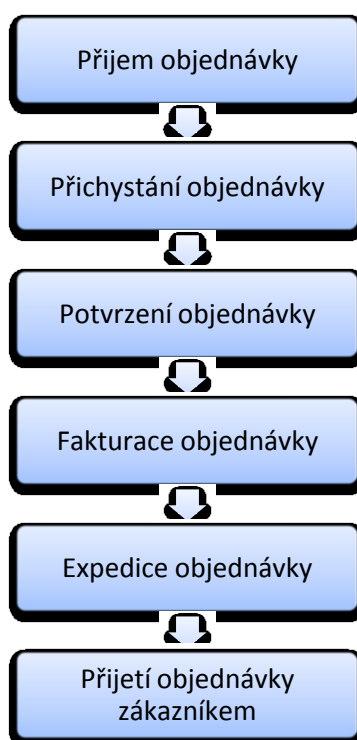 Přijem objednávky
Přichystání objednávky
Potvrzení objednávky
Fakturace objednávky
Expedice objednávky
Přijetí objednávky
zákazníkem